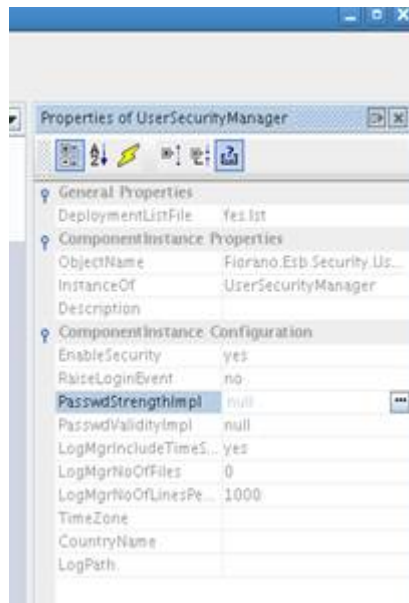 Properties of UserSecurityManager
General Properties
DeploymentListFile fes.lst
ComponentInstance Properties
ObjectName Fiorano.Esb.Security.Us...
InstanceOf UserSecurityManager
Description
ComponentInstance Configuration
EnableSecurity yes
RaiseLoginEvent no
PasswdStrengthImpl null
PasswdValidityImpl null
LogMgrIncludeTimeS... yes
LogMgrNoOfFiles 0
LogMgrNoOfLinesPe... 1000
TimeZone
CountryName
LogPath